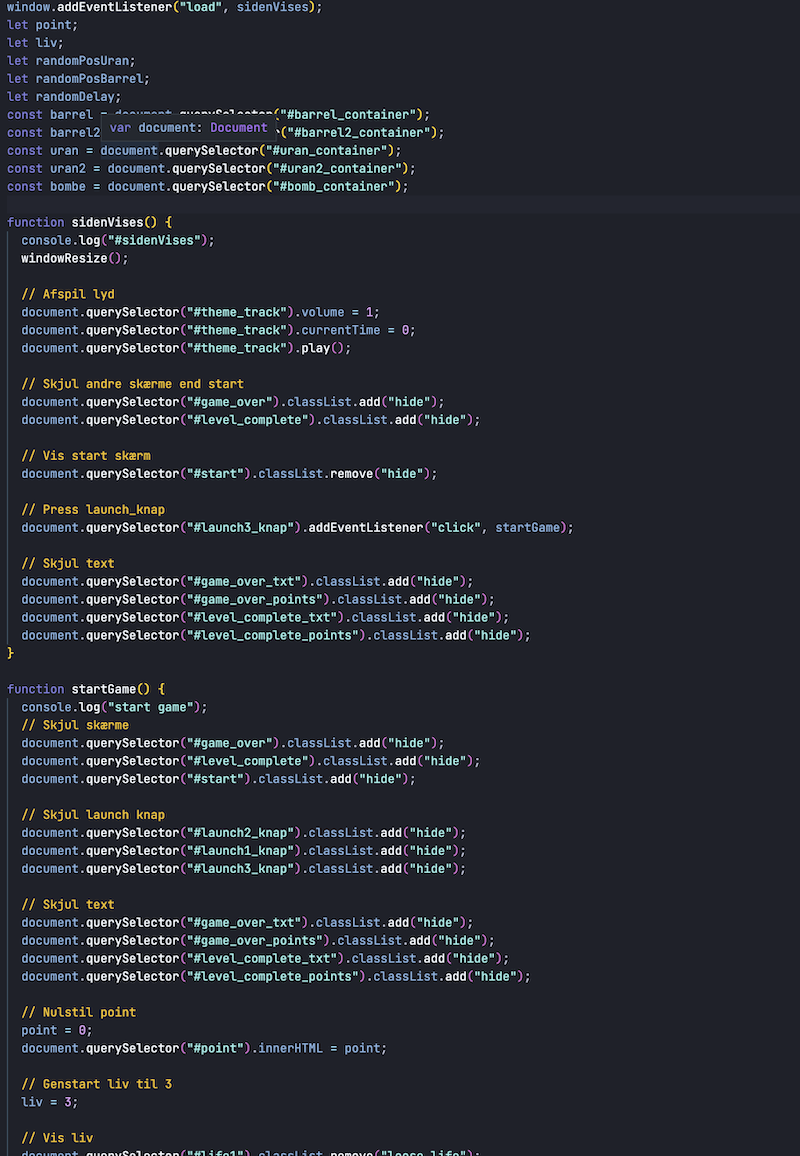 window.addEventListener("load", sidenVises);
let point;
let liv;
let randomPosUran;
let randomPosBarrel;
let randomDelay;
const barrel = document.querySelector("#barrel_container");
const barrel2 ("#barrel2_container");
var document: Document
const uran = document.querySelector("#uran_container");
const uran2 = document.querySelector("#uran2_container");
const bombe = document.querySelector("#bomb_container");

function sidenVises() {
  console.log("#sidenVises");
  windowResize();

  // Afspil lyd
  document.querySelector("#theme_track").volume = 1;
  document.querySelector("#theme_track").currentTime = 0;
  document.querySelector("#theme_track").play();

  // Skjul andre skærme end start
  document.querySelector("#game_over").classList.add("hide");
  document.querySelector("#level_complete").classList.add("hide");

  // Vis start skærm
  document.querySelector("#start").classList.remove("hide");

  // Press launch_knap
  document.querySelector("#launch3_knap").addEventListener("click", startGame);

  // Skjul text
  document.querySelector("#game_over_txt").classList.add("hide");
  document.querySelector("#game_over_points").classList.add("hide");
  document.querySelector("#level_complete_txt").classList.add("hide");
  document.querySelector("#level_complete_points").classList.add("hide");
}

function startGame() {
  console.log("start game");
  // Skjul skærme
  document.querySelector("#game_over").classList.add("hide");
  document.querySelector("#level_complete").classList.add("hide");
  document.querySelector("#start").classList.add("hide");

  // Skjul launch knap
  document.querySelector("#launch2_knap").classList.add("hide");
  document.querySelector("#launch1_knap").classList.add("hide");
  document.querySelector("#launch3_knap").classList.add("hide");

  // Skjul text
  document.querySelector("#game_over_txt").classList.add("hide");
  document.querySelector("#game_over_points").classList.add("hide");
  document.querySelector("#level_complete_txt").classList.add("hide");
  document.querySelector("#level_complete_points").classList.add("hide");

  // Nulstil point
  point = 0;
  document.querySelector("#point").innerHTML = point;

  // Genstart liv til 3
  liv = 3;

  // Vis liv
  document.querySelector("#life1").classList.remove("loose_life");